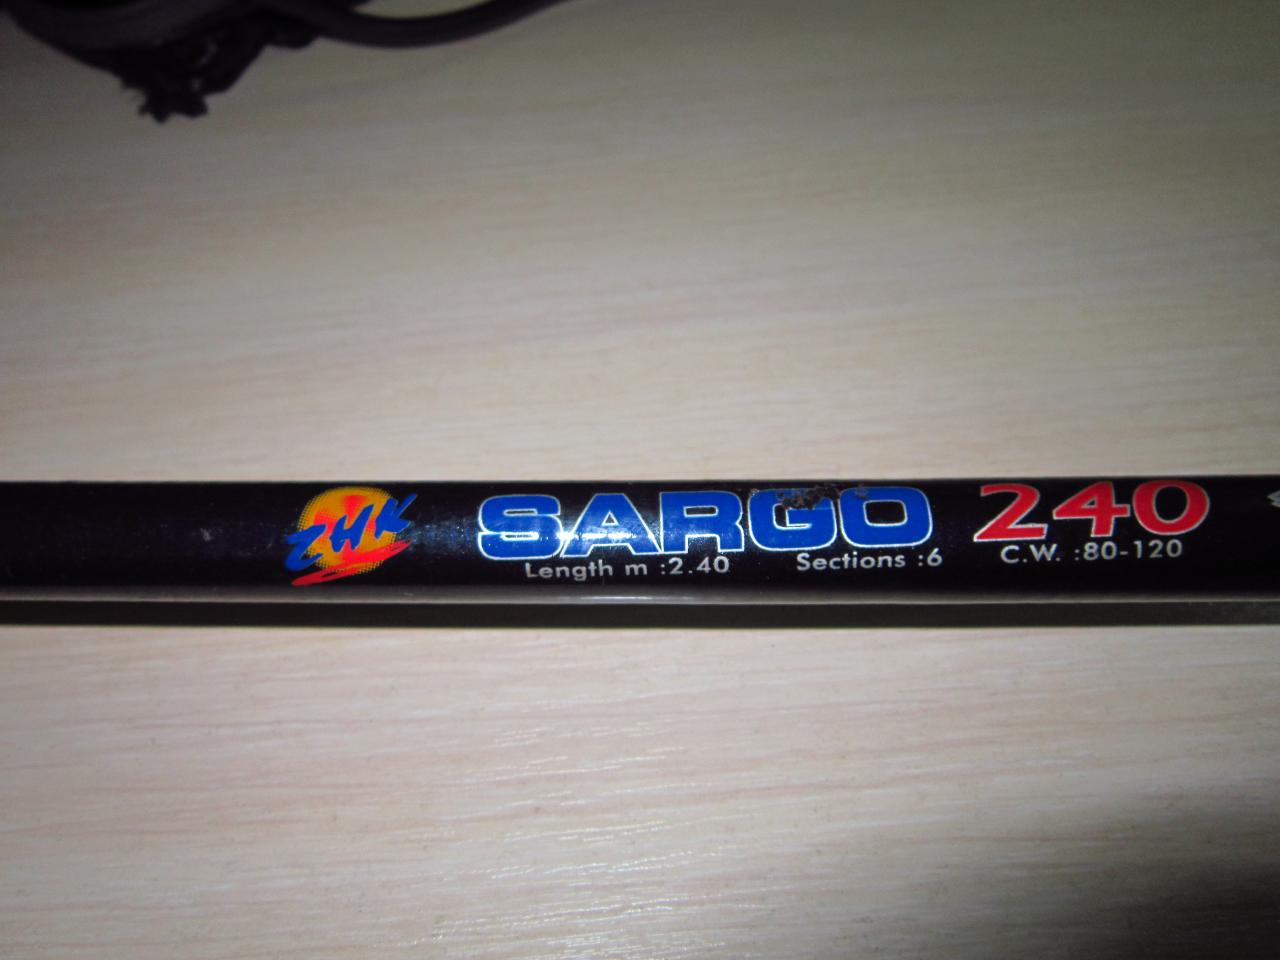 ZHK SARGO 240
Length m :2.40 Sections :6 C.W. :80-120